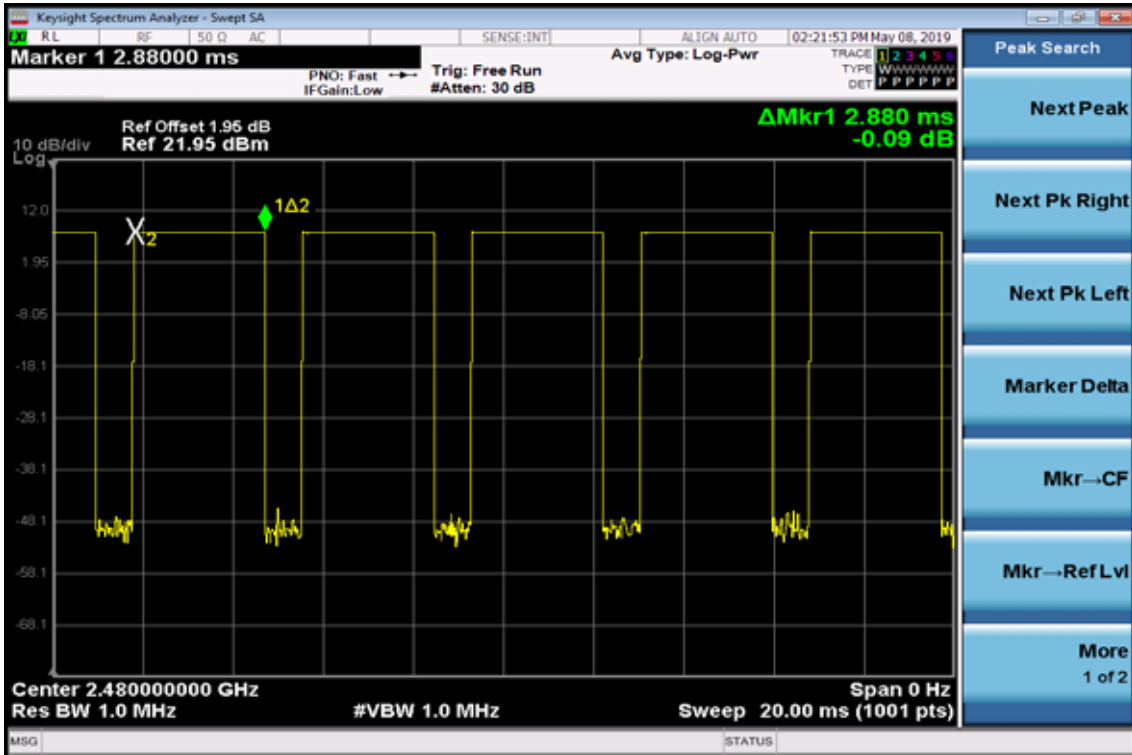 Keysight Spectrum Analyzer - Swept SA
LXI RL RF 50 Ω AC SENSE:INT ALIGN AUTO 02:21:53 PM May 08, 2019
Marker 1 2.88000 ms
PNO: Fast
IFGain:Low
Trig: Free Run
#Atten: 30 dB
Avg Type: Log-Pwr
TRACE 1 2 3 4 5 6
TYPE WWWWWW
DET P P P P P P
Peak Search
ΔMkr1 2.880 ms
-0.09 dB
Ref Offset 1.95 dB
10 dB/div Ref 21.95 dBm
Log
1Δ2
X2
12.0
1.95
-8.05
-18.1
-28.1
-38.1
-48.1
-58.1
-68.1
Center 2.480000000 GHz Span 0 Hz
Res BW 1.0 MHz #VBW 1.0 MHz Sweep 20.00 ms (1001 pts)
MSG STATUS
Next Peak
Next Pk Right
Next Pk Left
Marker Delta
Mkr→CF
Mkr→Ref Lvl
More
1 of 2